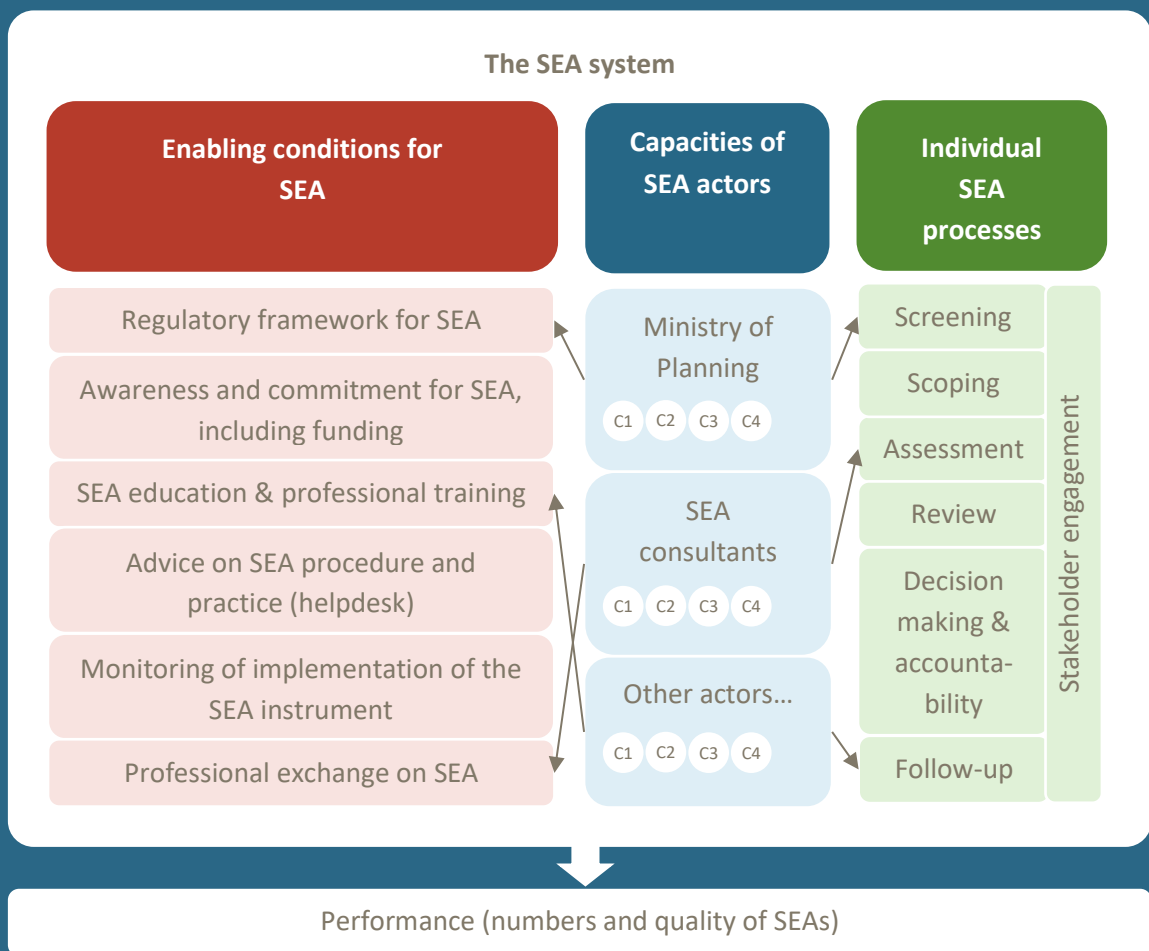 The SEA system
Enabling conditions for
SEA
Capacities of
SEA actors
Individual
SEA
processes
Regulatory framework for SEA
Awareness and commitment for SEA,
including funding
SEA education & professional training
Advice on SEA procedure and
practice (helpdesk)
Monitoring of implementation of the
SEA instrument
Professional exchange on SEA
Ministry of
Planning
C1 C2 C3 C4
SEA
consultants
C1 C2 C3 C4
Other actors…
C1 C2 C3 C4
Screening
Scoping
Assessment
Review
Decision
making &
accounta-
bility
Follow-up
Stakeholder engagement
Performance (numbers and quality of SEAs)